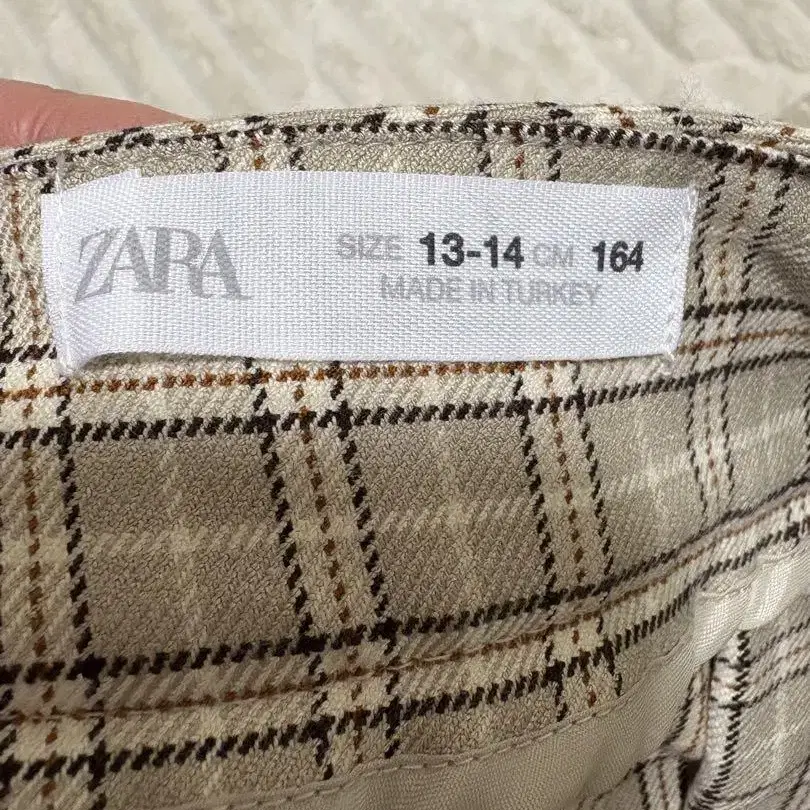 ZARA
SIZE 13-14 CM 164
MADE IN TURKEY